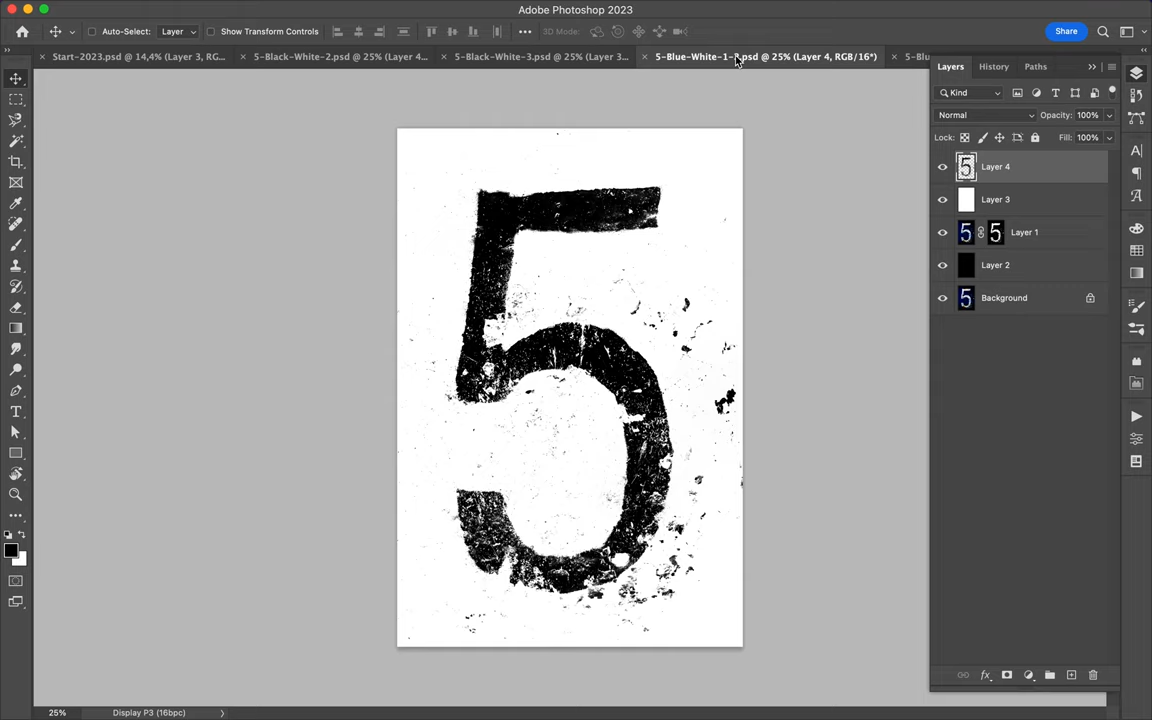 Adobe Photoshop 2023
Auto-Select: Layer Show Transform Controls 3D Mode: Share
Start-2023.psd @ 14,4% (Layer 3, RG... 5-Black-White-2.psd @ 25% (Layer 4... 5-Black-White-3.psd @ 25% (Layer 3... 5-Blue-White-1- .psd @ 25% (Layer 4, RGB/16*) 5-Blu
Layers History Paths
Kind
Normal Opacity: 100%
Lock: Fill: 100%
Layer 4
Layer 3
Layer 1
Layer 2
Background
5
25% Display P3 (16bpc)